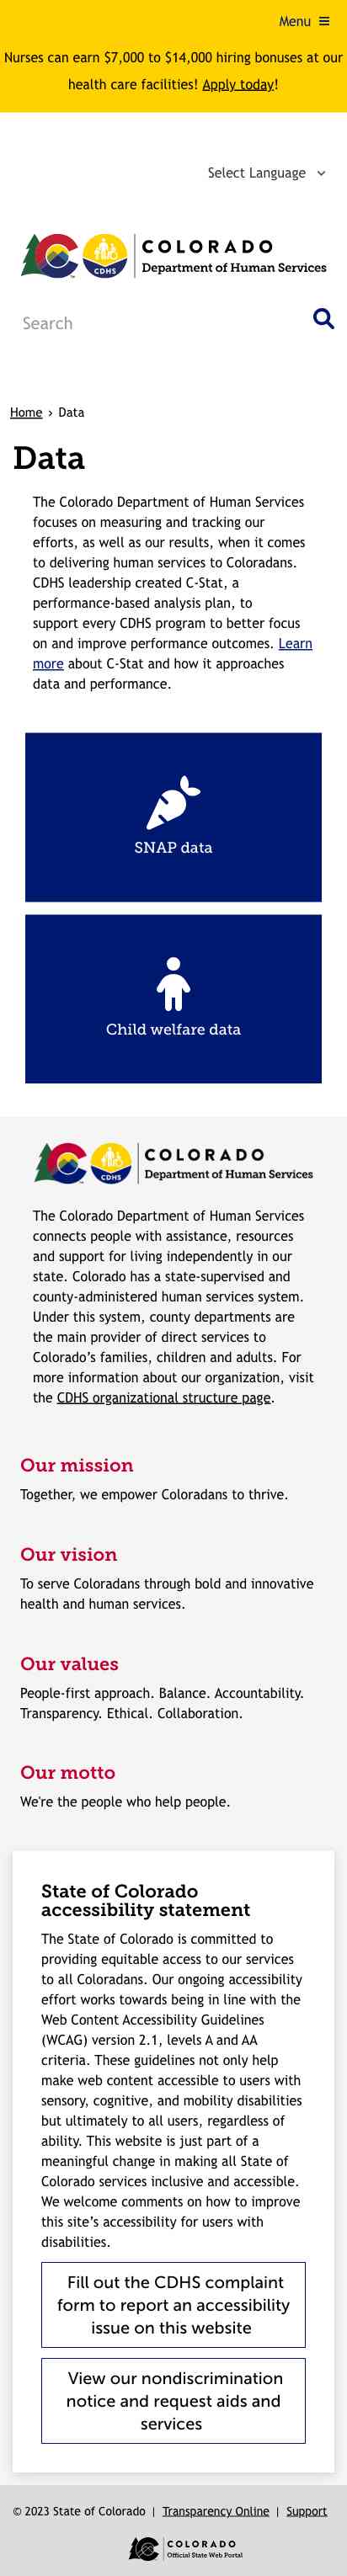 Menu
Nurses can earn $7,000 to $14,000 hiring bonuses at our
health care facilities! Apply today!
Select Language
CDHS
COLORADO
Department of Human Services
Search
Home › Data
Data
The Colorado Department of Human Services
focuses on measuring and tracking our
efforts, as well as our results, when it comes
to delivering human services to Coloradans.
CDHS leadership created C-Stat, a
performance-based analysis plan, to
support every CDHS program to better focus
on and improve performance outcomes. Learn
more about C-Stat and how it approaches
data and performance.
SNAP data
Child welfare data
CDHS
COLORADO
Department of Human Services
The Colorado Department of Human Services
connects people with assistance, resources
and support for living independently in our
state. Colorado has a state-supervised and
county-administered human services system.
Under this system, county departments are
the main provider of direct services to
Colorado’s families, children and adults. For
more information about our organization, visit
the CDHS organizational structure page.
Our mission
Together, we empower Coloradans to thrive.
Our vision
To serve Coloradans through bold and innovative
health and human services.
Our values
People-first approach. Balance. Accountability.
Transparency. Ethical. Collaboration.
Our motto
We're the people who help people.
State of Colorado
accessibility statement
The State of Colorado is committed to
providing equitable access to our services
to all Coloradans. Our ongoing accessibility
effort works towards being in line with the
Web Content Accessibility Guidelines
(WCAG) version 2.1, levels A and AA
criteria. These guidelines not only help
make web content accessible to users with
sensory, cognitive, and mobility disabilities
but ultimately to all users, regardless of
ability. This website is just part of a
meaningful change in making all State of
Colorado services inclusive and accessible.
We welcome comments on how to improve
this site’s accessibility for users with
disabilities.
Fill out the CDHS complaint
form to report an accessibility
issue on this website
View our nondiscrimination
notice and request aids and
services
© 2023 State of Colorado | Transparency Online | Support
COLORADO
Official State Web Portal